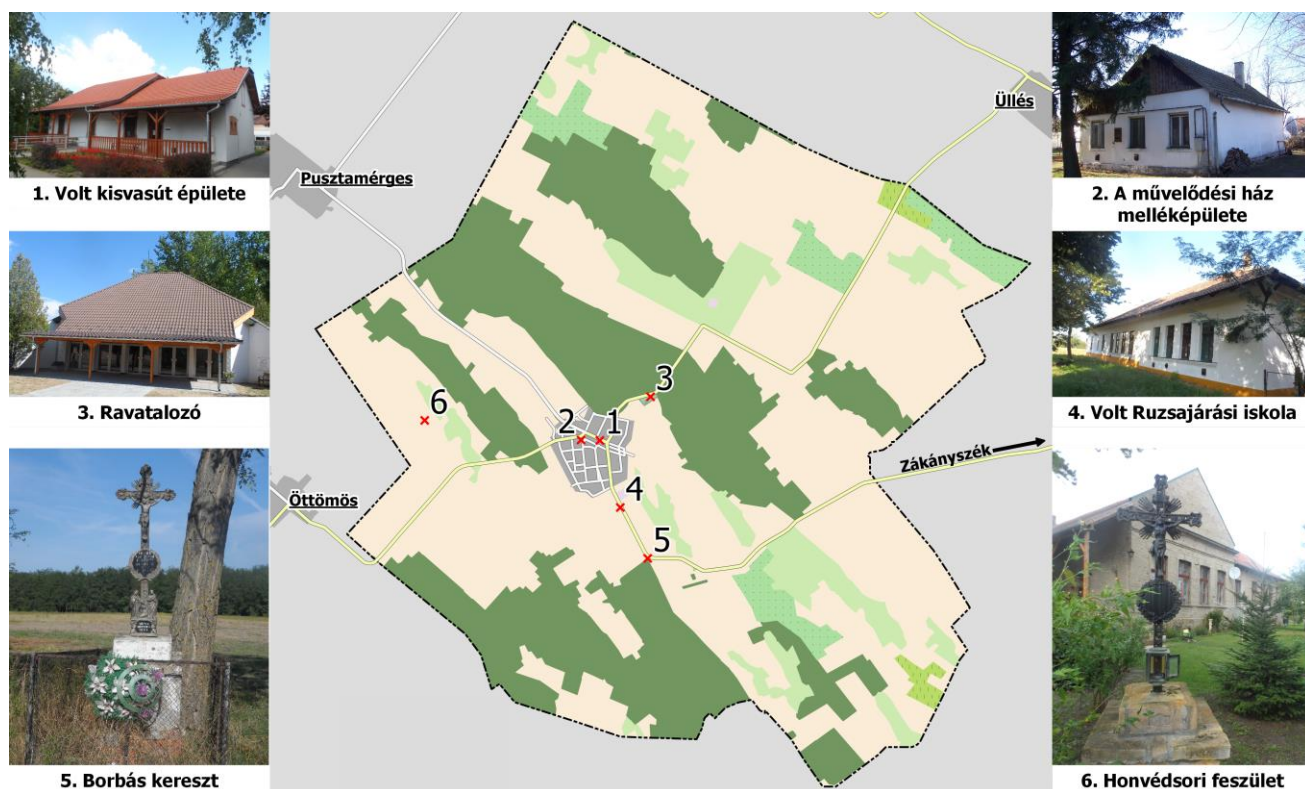 1. Volt kisvasút épülete
3. Ravatalozó
5. Borbás kereszt
Pusztamérges
Üllés
Öttömös
Zákányszék
1
2
3
4
5
6
2. A művelődési ház
melléképülete
4. Volt Ruzsajárási iskola
6. Honvédsori feszület